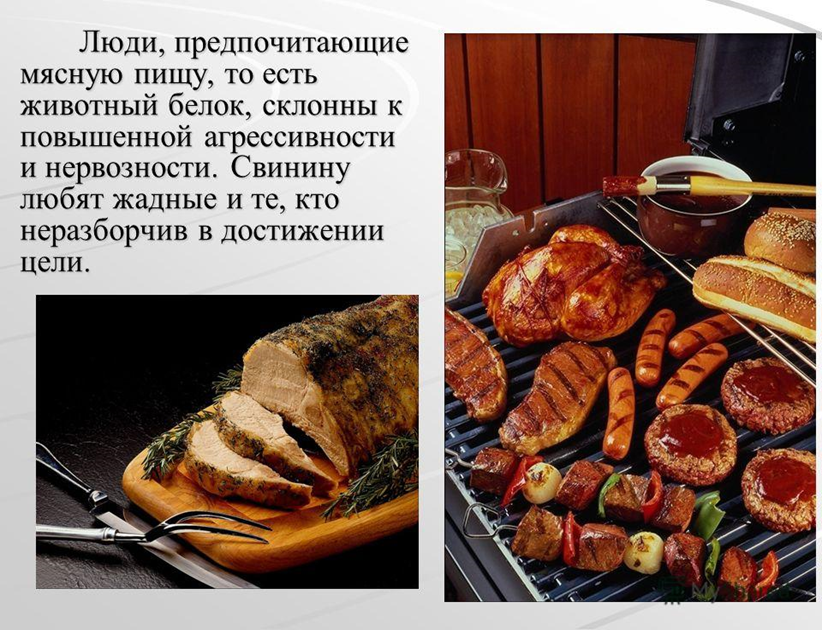 Люди, предпочитающие
мясную пищу, то есть
животный белок, склонны к
повышенной агрессивности
и нервозности. Свинину
любят жадные и те, кто
неразборчив в достижении
цели.